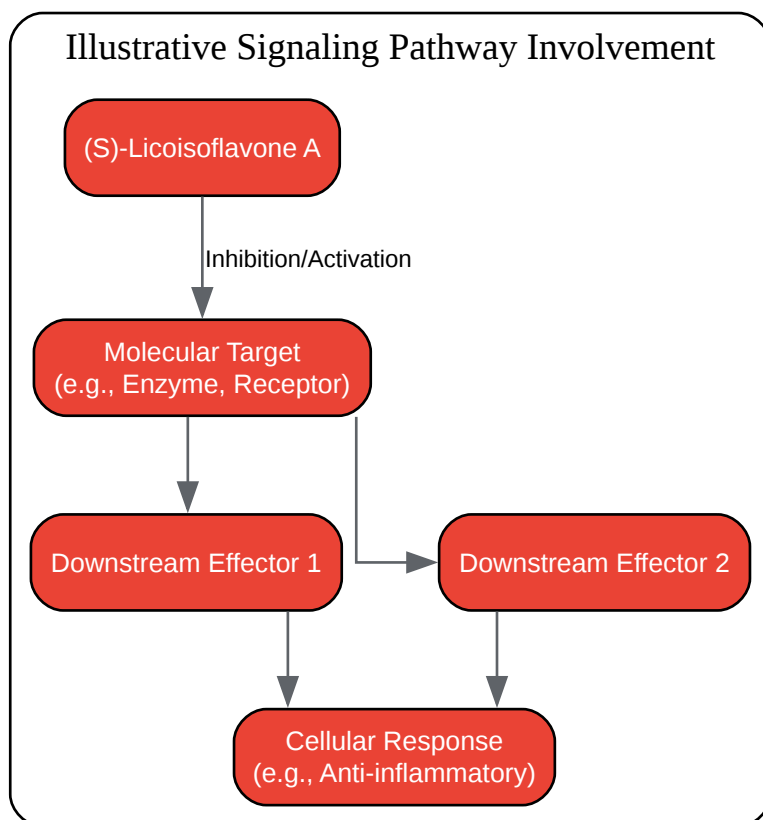 Illustrative Signaling Pathway Involvement
(S)-Licoisoflavone A
Inhibition/Activation
Molecular Target
(e.g., Enzyme, Receptor)
Downstream Effector 1
Downstream Effector 2
Cellular Response
(e.g., Anti-inflammatory)